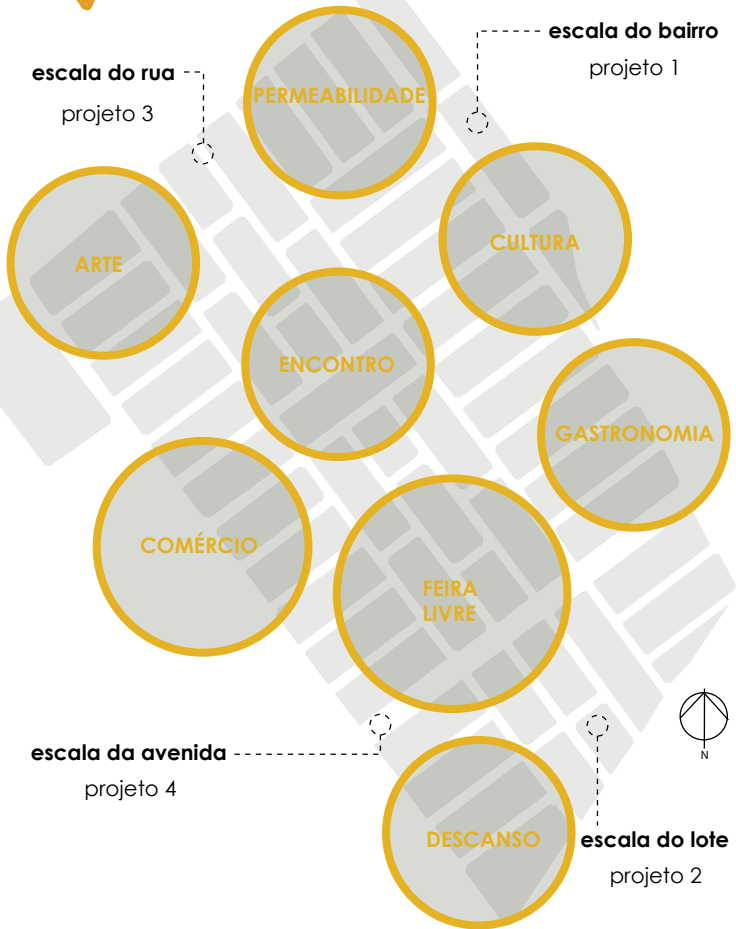 escala do bairro
projeto 1
escala do rua
projeto 3
PERMEABILIDADE
CULTURA
ARTE
ENCONTRO
GASTRONOMIA
COMÉRCIO
FEIRA
LIVRE
escala da avenida
projeto 4
N
DESCANSO
escala do lote
projeto 2